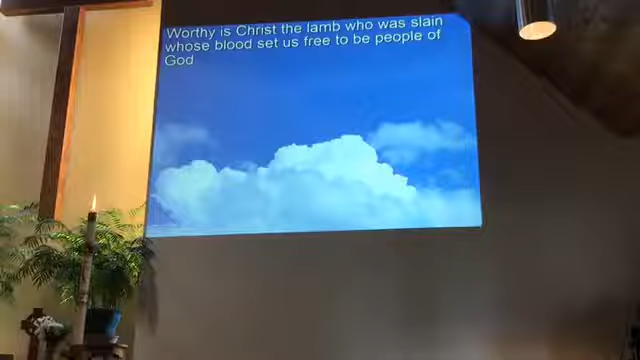 Worthy is Christ the lamb who was slain
whose blood set us free to be people of
God